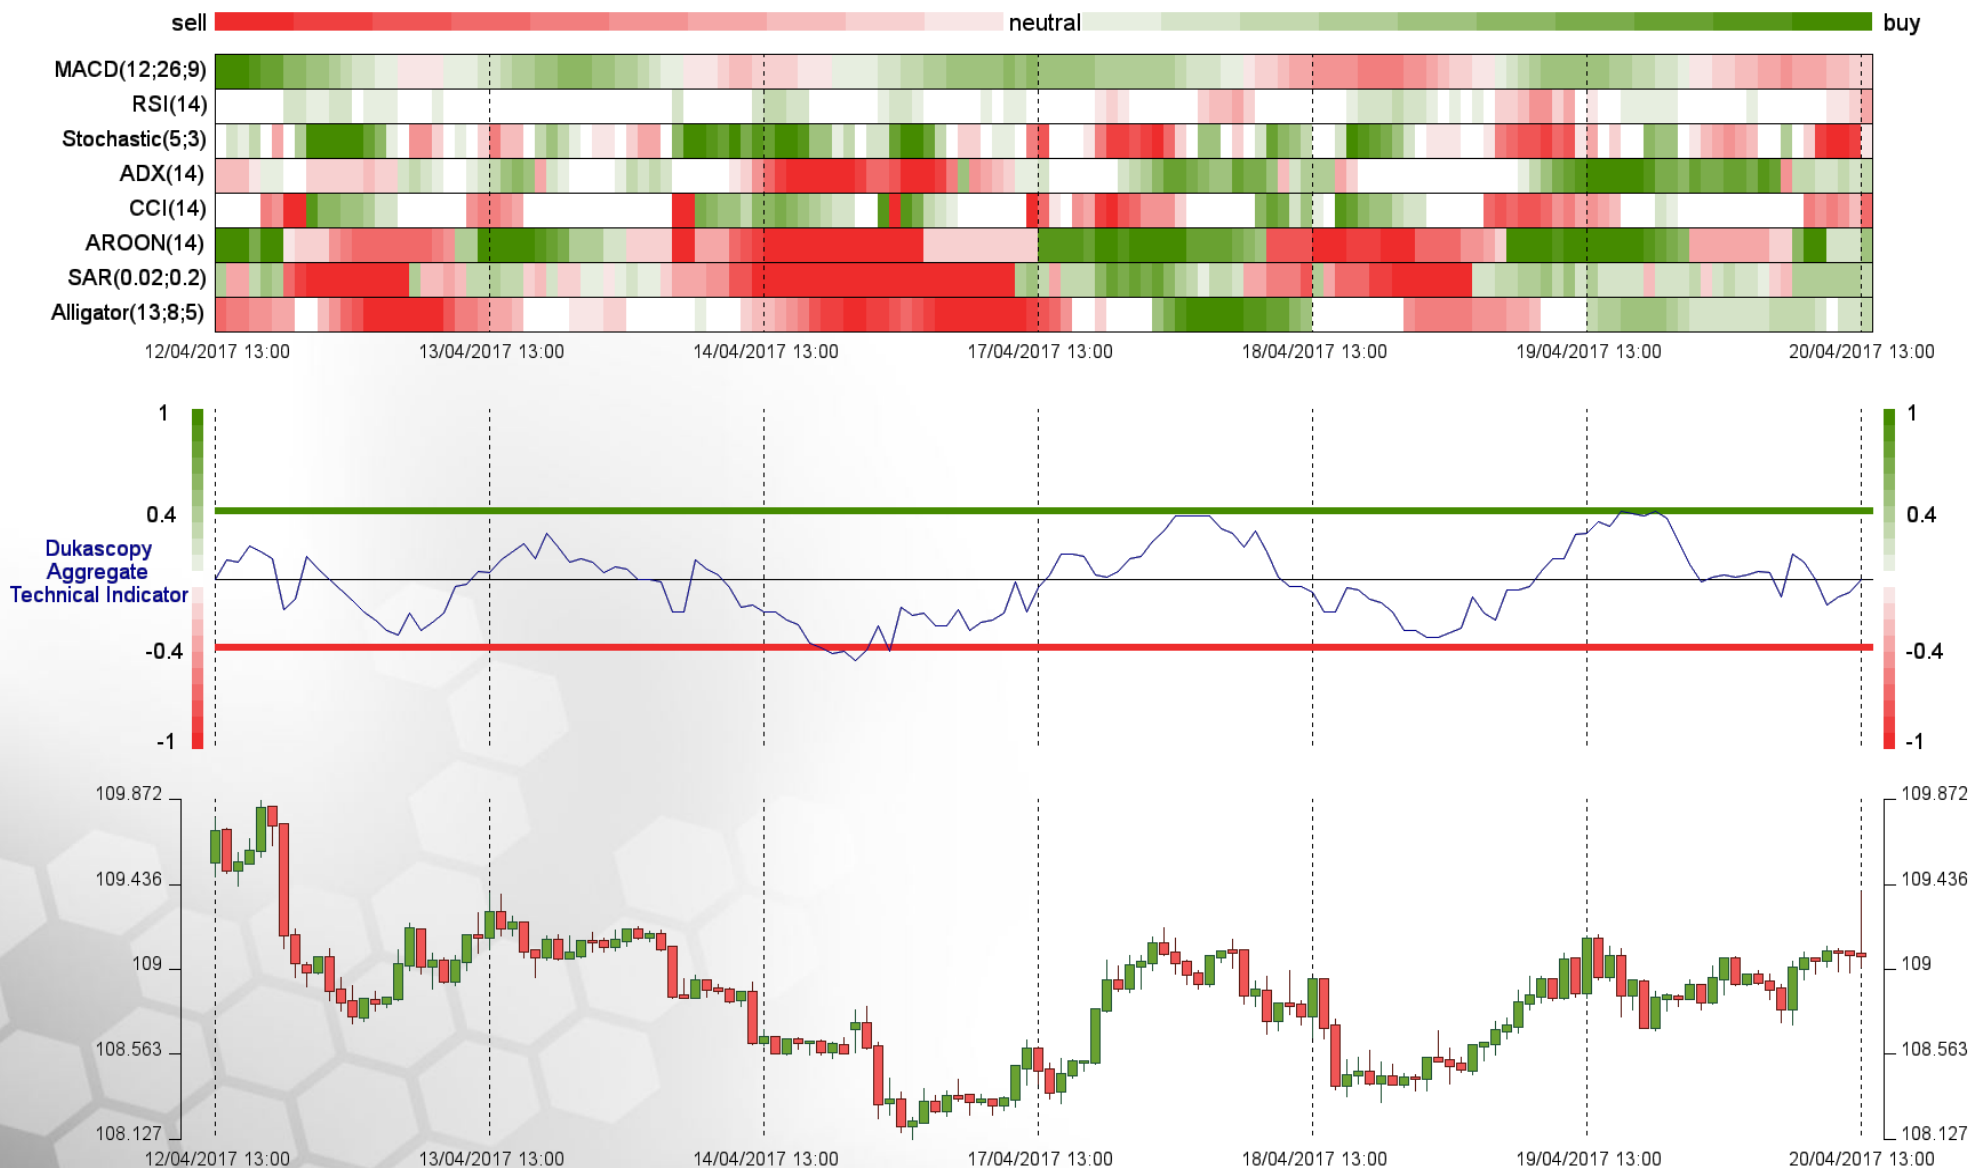 sell neutral buy
MACD(12;26;9)
RSI(14)
Stochastic(5;3)
ADX(14)
CCI(14)
AROON(14)
SAR(0.02;0.2)
Alligator(13;8;5)
12/04/2017 13:00 13/04/2017 13:00 14/04/2017 13:00 17/04/2017 13:00 18/04/2017 13:00 19/04/2017 13:00 20/04/2017 13:00
1 1
0.4 0.4
Dukascopy
Aggregate
Technical Indicator
-0.4 -0.4
-1 -1
109.872 109.872
109.436 109.436
109 109
108.563 108.563
108.127 108.127
12/04/2017 13:00 13/04/2017 13:00 14/04/2017 13:00 17/04/2017 13:00 18/04/2017 13:00 19/04/2017 13:00 20/04/2017 13:00